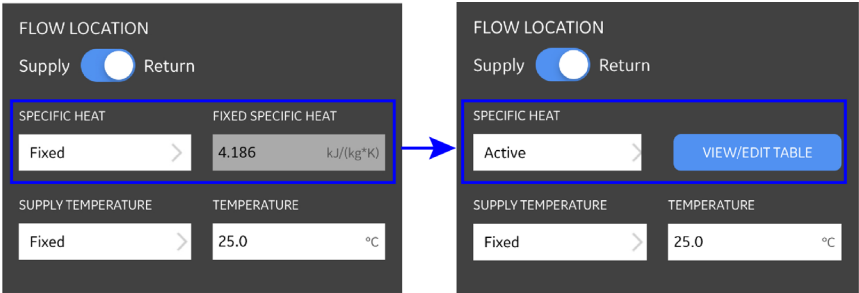 FLOW LOCATION
Supply Return
SPECIFIC HEAT FIXED SPECIFIC HEAT
Fixed 4.186 kJ/(kg*K)
SUPPLY TEMPERATURE TEMPERATURE
Fixed 25.0 °C
FLOW LOCATION
Supply Return
SPECIFIC HEAT
Active VIEW/EDIT TABLE
SUPPLY TEMPERATURE TEMPERATURE
Fixed 25.0 °C